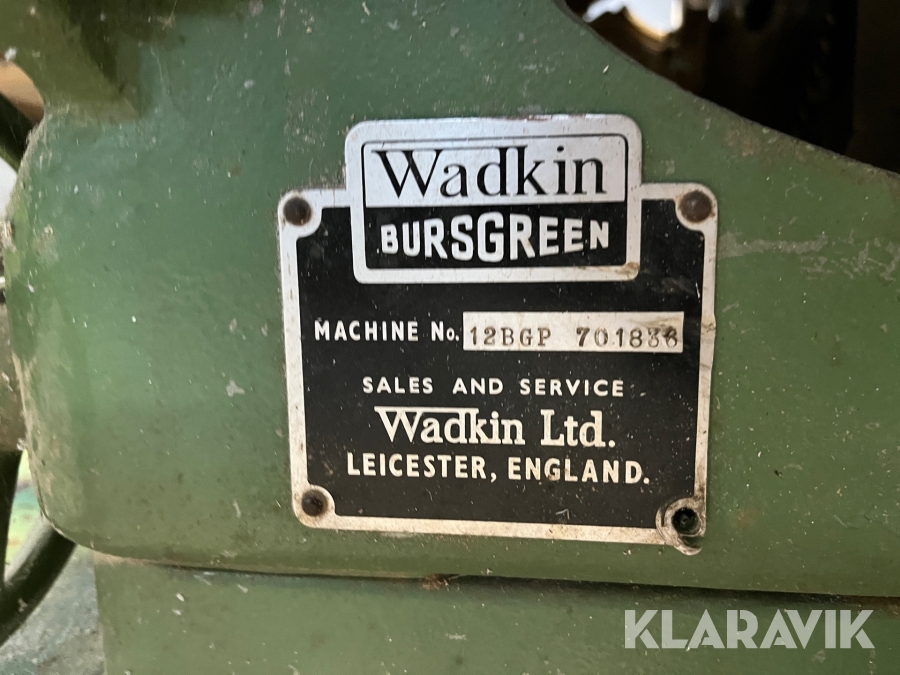 Wadkin
BURSGREEN
MACHINE No. 12BGP 701836
SALES AND SERVICE
Wadkin Ltd.
LEICESTER, ENGLAND.
KLARAVIK